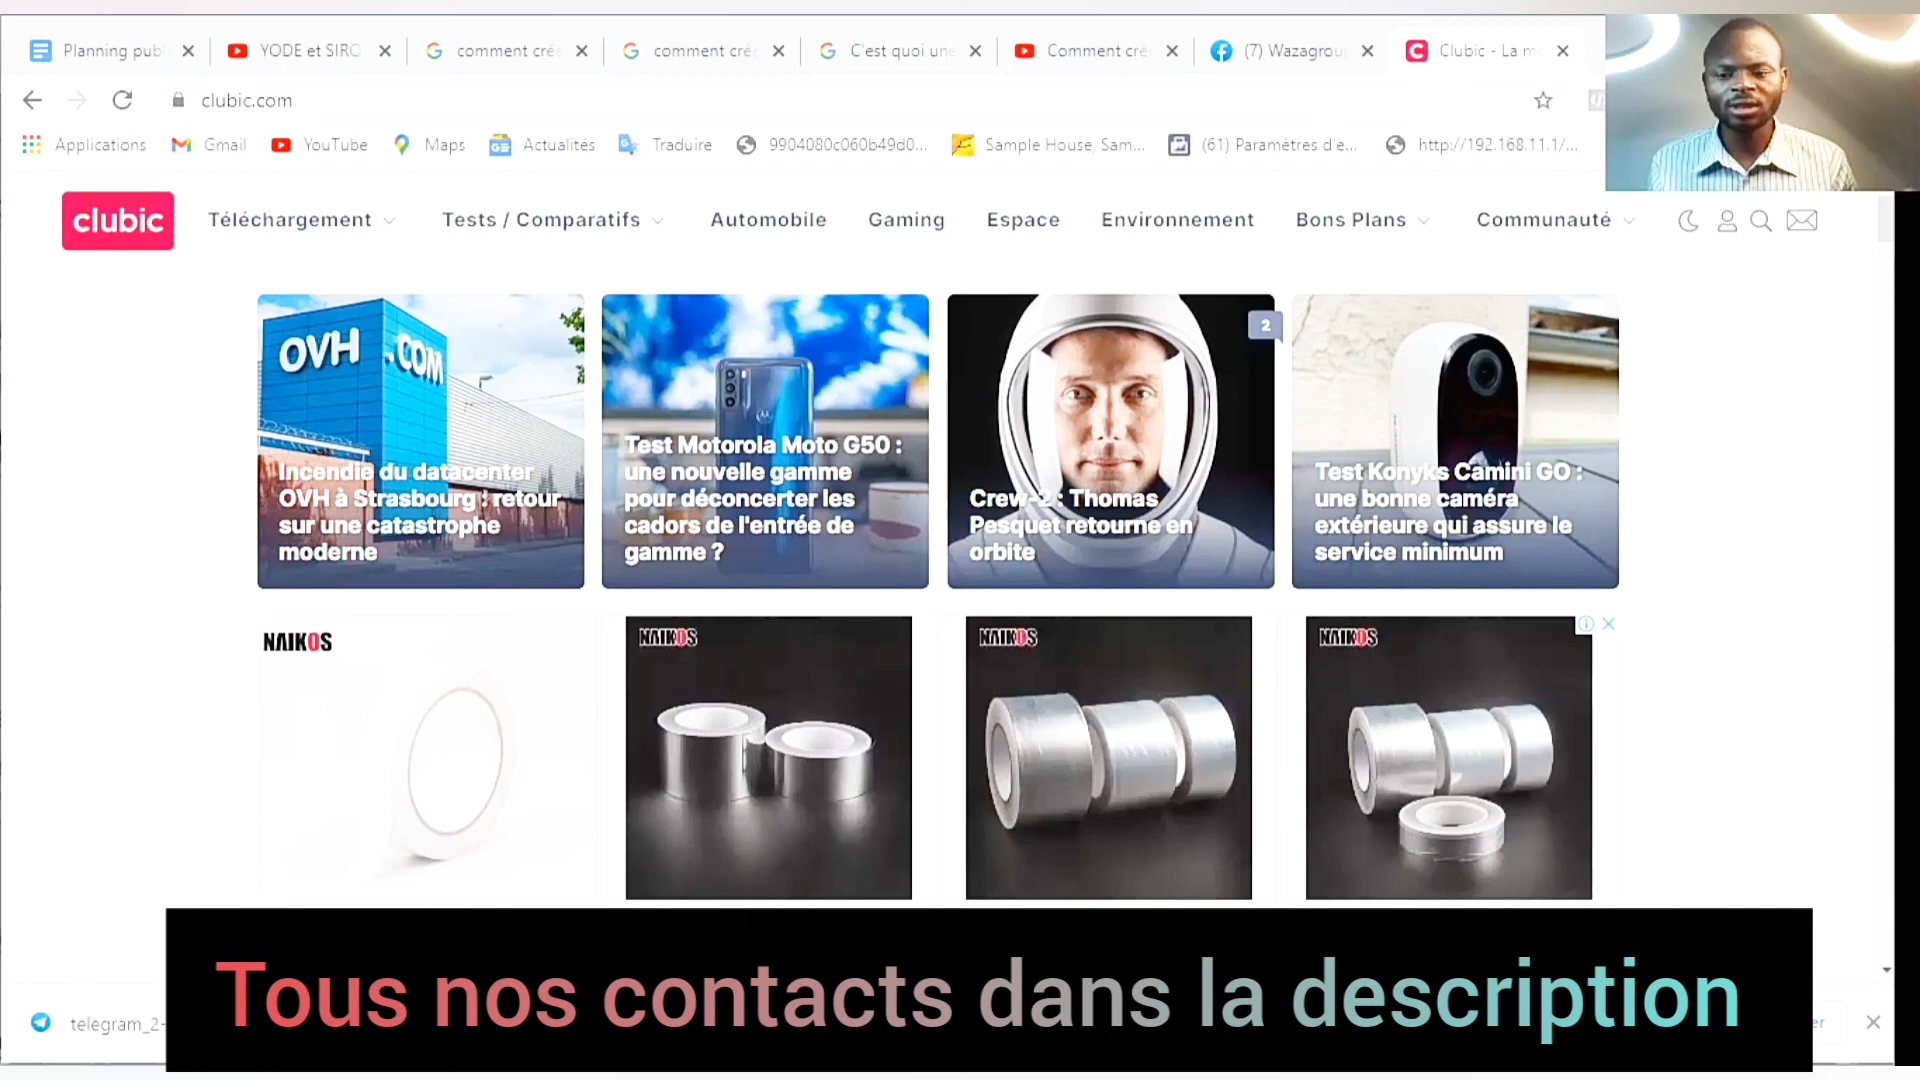 Planning publ
YODE et SIRO
comment crée
comment crée
C'est quoi une
Comment cré
(7) Wazagrou
Clubic - La m
clubic.com
Applications
Gmail
YouTube
Maps
Actualités
Traduire
9904080c060b49d0...
Sample House, Sam...
(61) Paramètres d'e...
http://192.168.11.1/...
clubic
Téléchargement
Tests / Comparatifs
Automobile
Gaming
Espace
Environnement
Bons Plans
Communauté
OVH .COM
Incendie du datacenter
OVH à Strasbourg : retour
sur une catastrophe
moderne
Test Motorola Moto G50 :
une nouvelle gamme
pour déconcerter les
cadors de l'entrée de
gamme ?
2
Crew-2 : Thomas
Pesquet retourne en
orbite
Test Konyks Camini GO :
une bonne caméra
extérieure qui assure le
service minimum
NAIKOS
NAIKOS
NAIKOS
NAIKOS
Tous nos contacts dans la description
telegram_2-
er